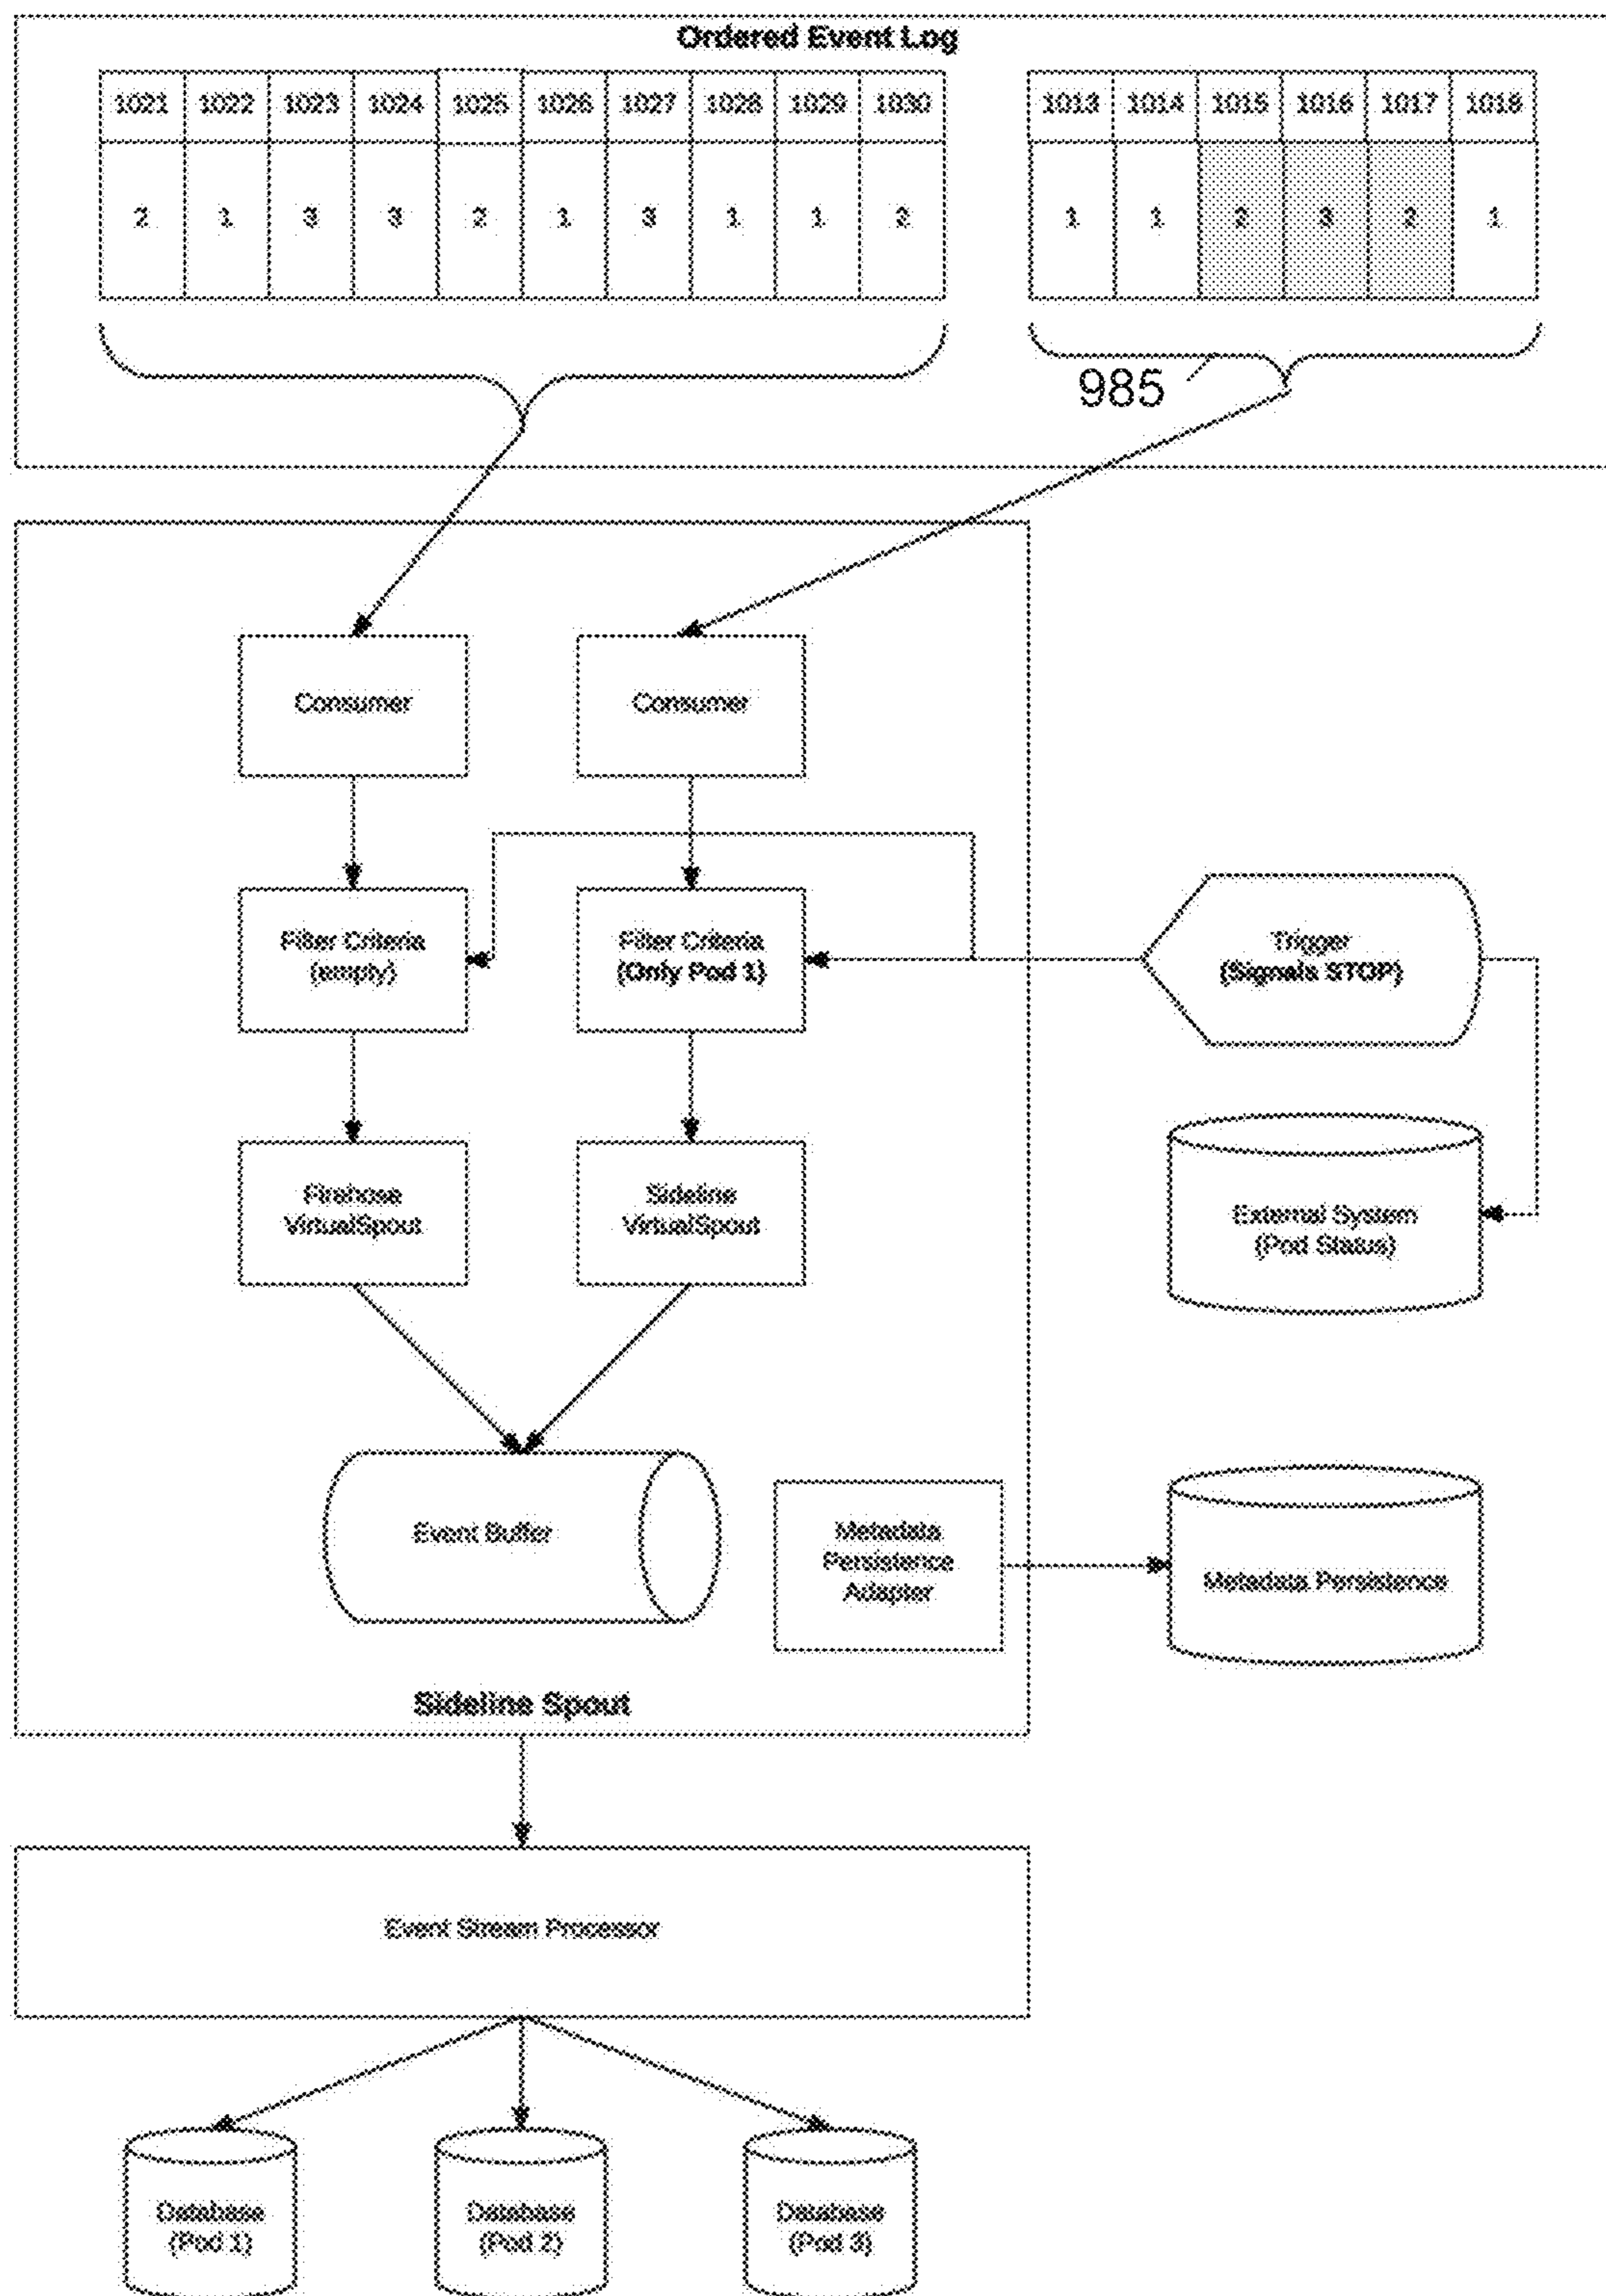 Ordered Event Log
1021 1022 1023 1024 1025 1026 1027 1028 1029 1030
2 1 3 3 2 1 3 1 1 2
1013 1014 1015 1016 1017 1018
1 1 2 3 2 1
985
Consumer
Consumer
Filter Criteria
(empty)
Filter Criteria
(Only Pod 1)
Trigger
(Signals STOP)
Firehose
VirtualSpout
Sideline
VirtualSpout
External System
(Pod Status)
Event Buffer
Metadata
Persistence
Adapter
Metadata Persistence
Sideline Spout
Event Stream Processor
Database
(Pod 1)
Database
(Pod 2)
Database
(Pod 3)